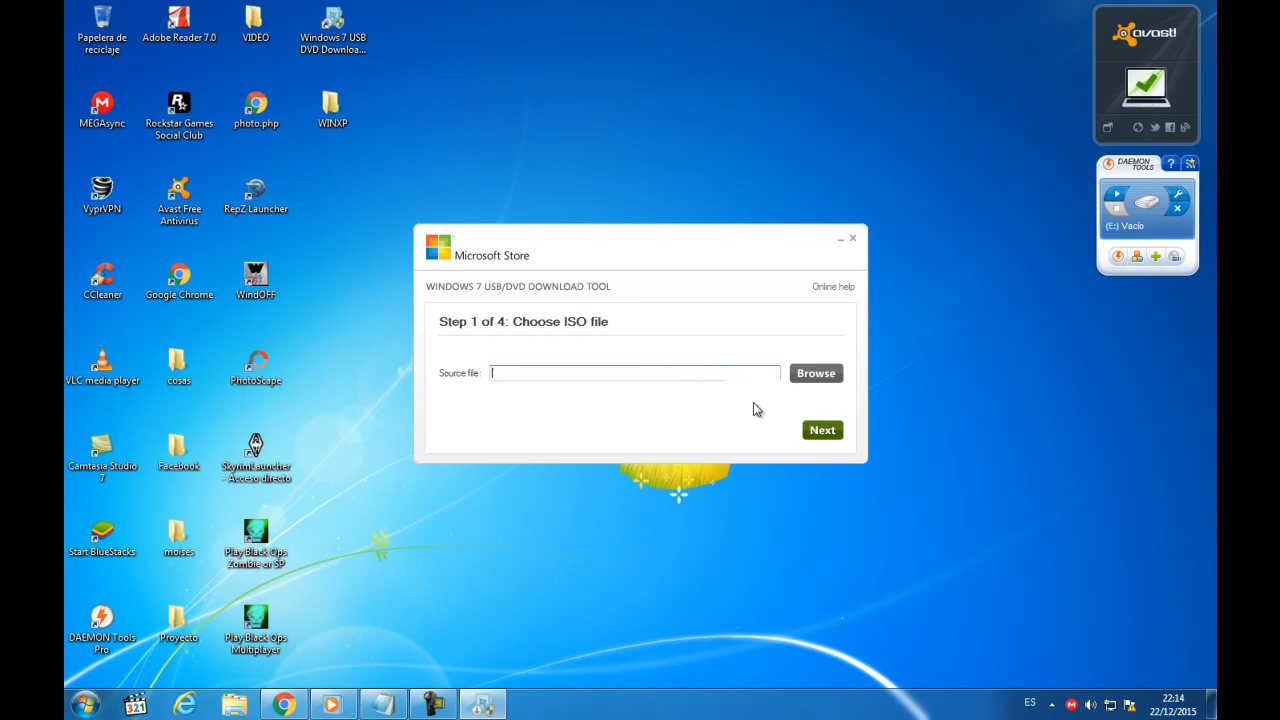 Papelera de
reciclaje
Adobe Reader 7.0
VIDEO
Windows 7 USB
DVD Downloa...
MEGAsync
Rockstar Games
Social Club
photo.php
WINXP
VyprVPN
Avast Free
Antivirus
RepZ Launcher
CCleaner
Google Chrome
WindOFF
VLC media player
cosas
PhotoScape
Camtasia Studio
7
Facebook
SkyrimLauncher
- Acceso directo
Start BlueStacks
moises
Play Black Ops
Zombie or SP
DAEMON Tools
Pro
Proyecto
Play Black Ops
Multiplayer
Microsoft Store
WINDOWS 7 USB/DVD DOWNLOAD TOOL
Online help
Step 1 of 4: Choose ISO file
Source file:
Browse
Next
avast!
DAEMON
TOOLS
(E:) Vacio
321
ES
22:14
22/12/2015